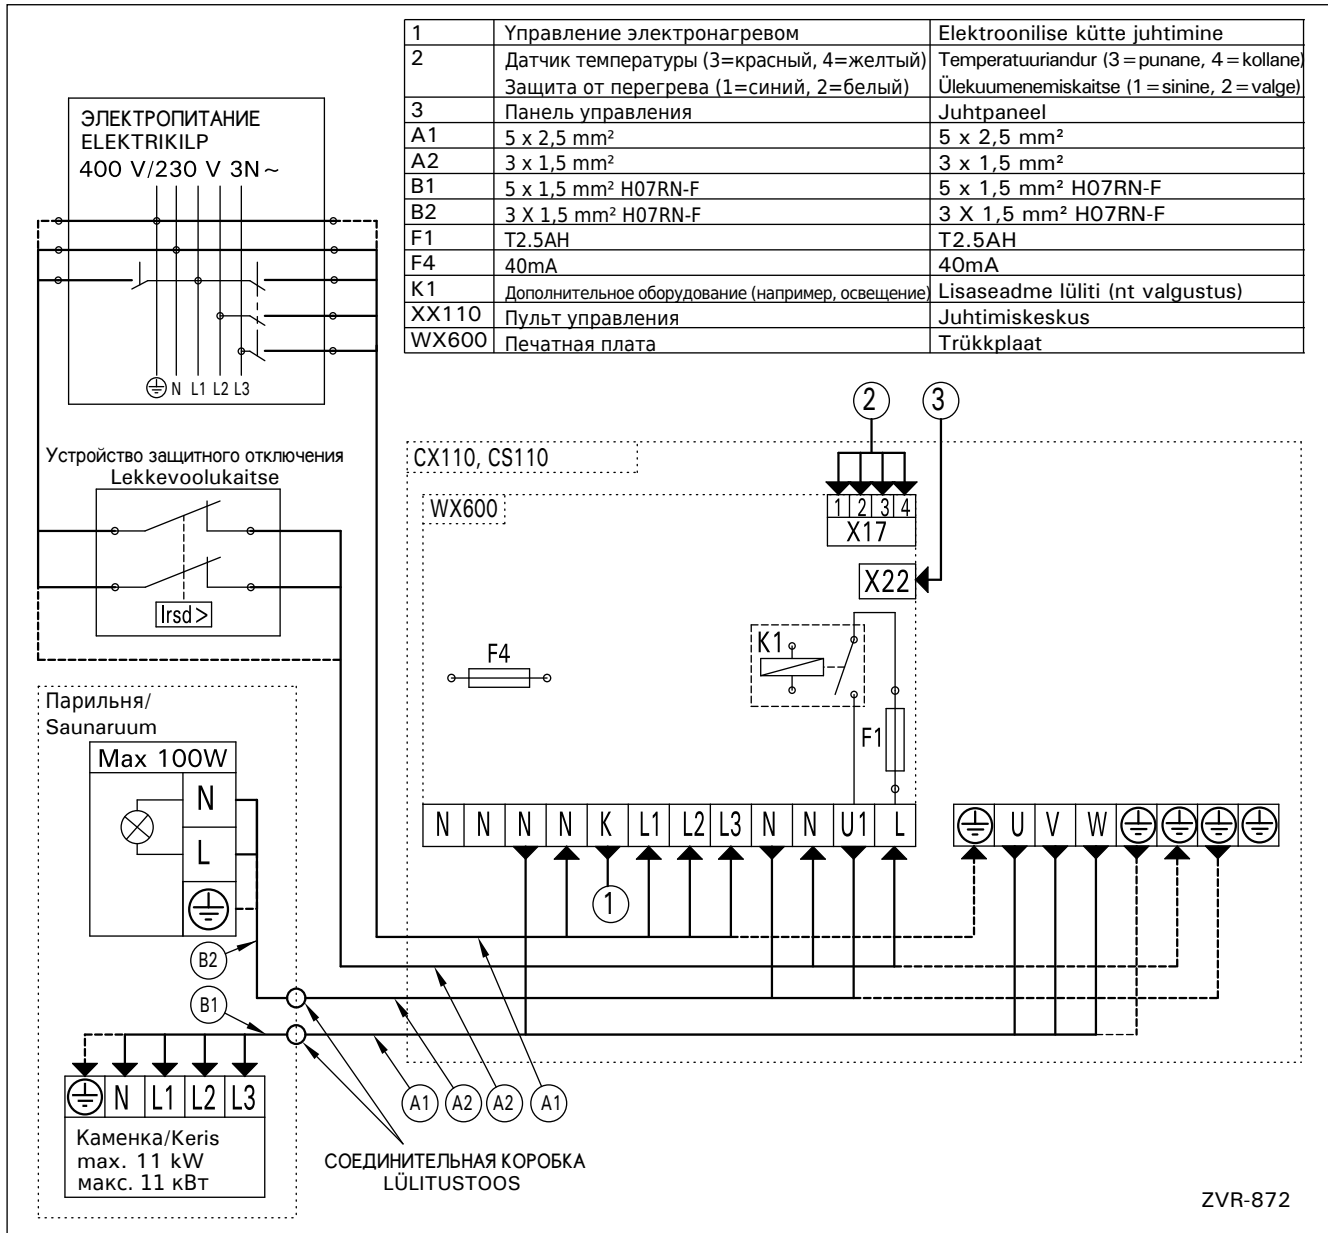 1 Управление электронагревом Elektroonilise kütte juhtimine
2 Датчик температуры (3=красный, 4=желтый) Temperatuuriandur (3=punane, 4=kollane)
Защита от перегрева (1=синий, 2=белый) Ülekuumenemiskaitse (1=sinine, 2=valge)
3 Панель управления Juhtpaneel
A1 5 x 2,5 mm² 5 x 2,5 mm²
A2 3 x 1,5 mm² 3 x 1,5 mm²
B1 5 x 1,5 mm² H07RN-F 5 x 1,5 mm² H07RN-F
B2 3 X 1,5 mm² H07RN-F 3 X 1,5 mm² H07RN-F
F1 T2.5AH T2.5AH
F4 40mA 40mA
K1 Дополнительное оборудование (например, освещение) Lisaseadme lüliti (nt valgustus)
XX110 Пульт управления Juhtimiskeskus
WX600 Печатная плата Trükkplaat
ЭЛЕКТРОПИТАНИЕ
ELEKTRIKILP
400 V/230 V 3N~
N L1 L2 L3
Устройство защитного отключения
Lekkevoolukaitse
Irsd>
2 3
CX110, CS110
WX600
1 2 3 4
X17
X22
K1
F4
F1
Парильня/
Saunaruum
Max 100W
N
L
N N N N K L1 L2 L3 N N U1 L U V W
1
B2
B1
A1 A2 A2 A1
N L1 L2 L3
Каменка/Keris
max. 11 kW
макс. 11 кВт
СОЕДИНИТЕЛЬНАЯ КОРОБКА
LÜLITUSTOOS
ZVR-872